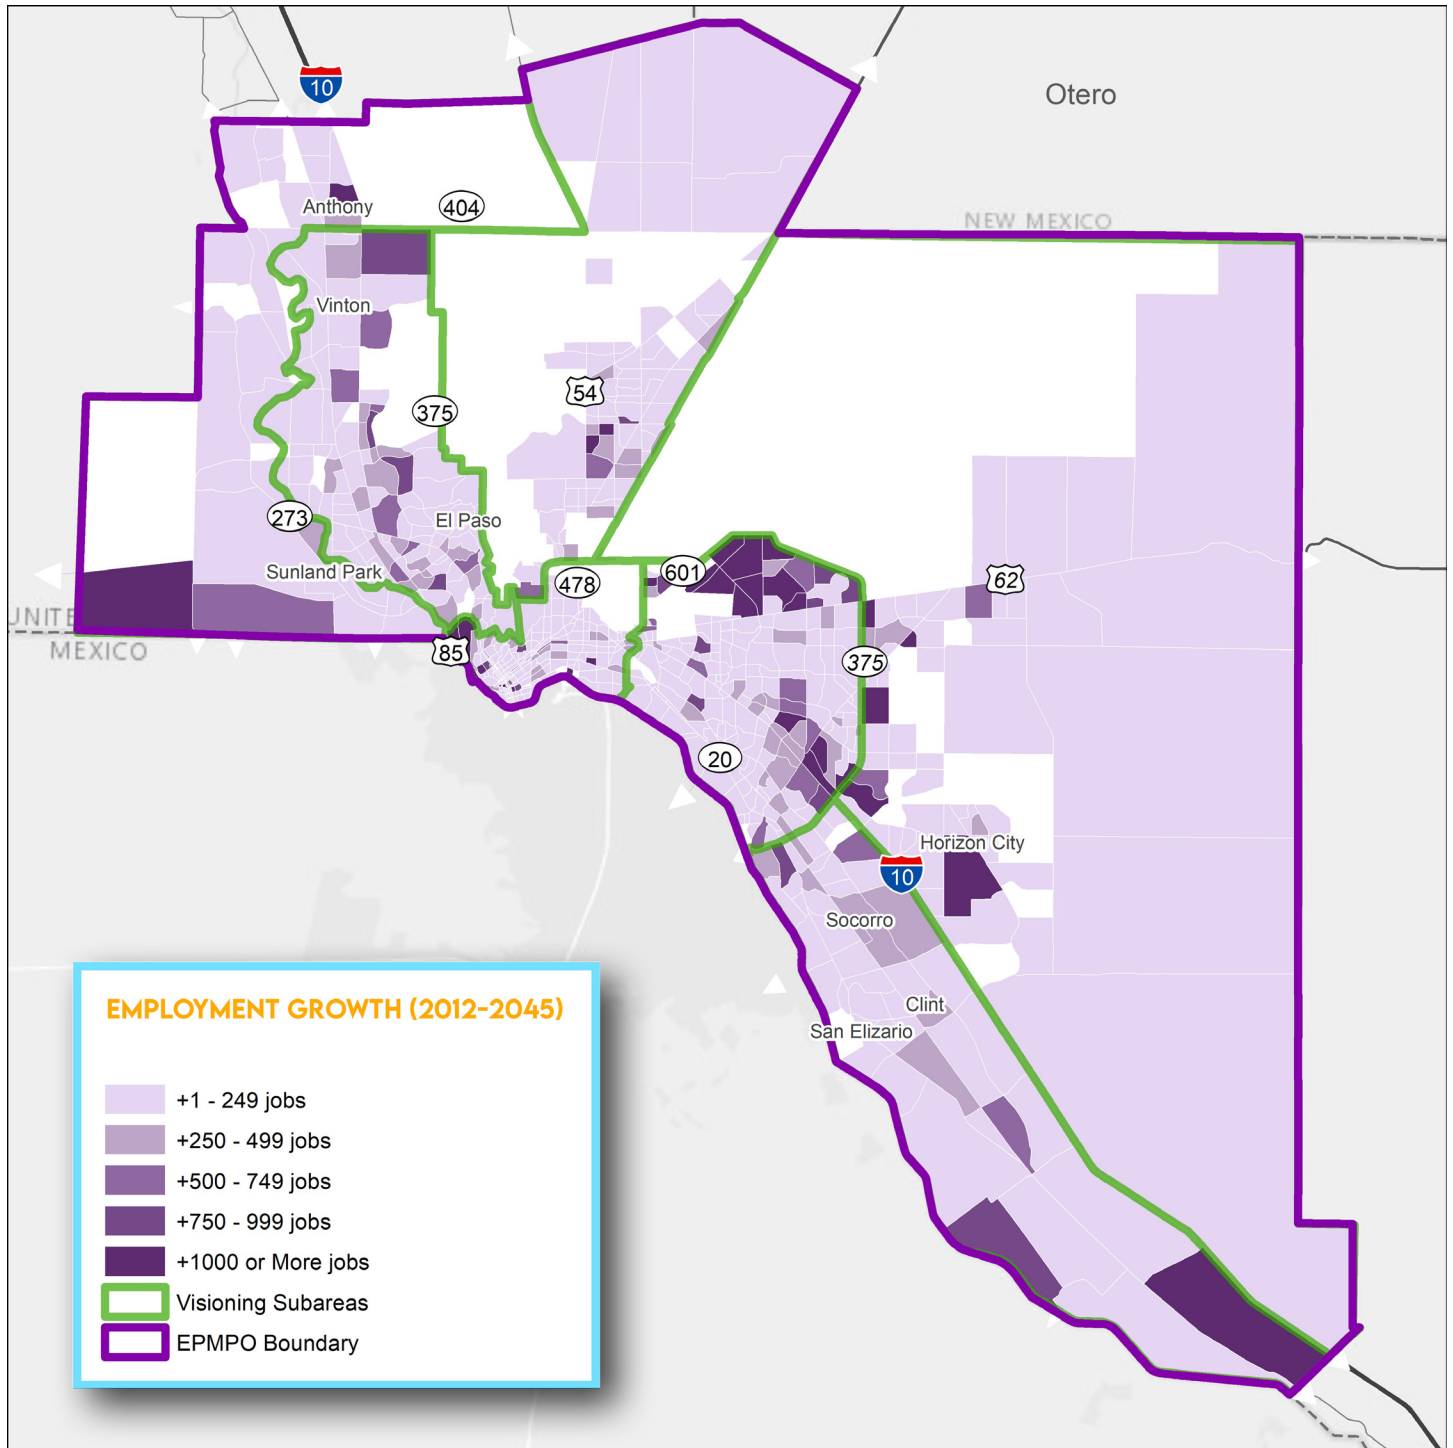 10
Otero
Anthony
404
NEW MEXICO
Vinton
54
375
273
El Paso
Sunland Park
478
601
62
UNITE
MEXICO
85
375
20
Horizon City
10
Socorro
Clint
San Elizario
EMPLOYMENT GROWTH (2012-2045)
+1 - 249 jobs
+250 - 499 jobs
+500 - 749 jobs
+750 - 999 jobs
+1000 or More jobs
Visioning Subareas
EPMPO Boundary